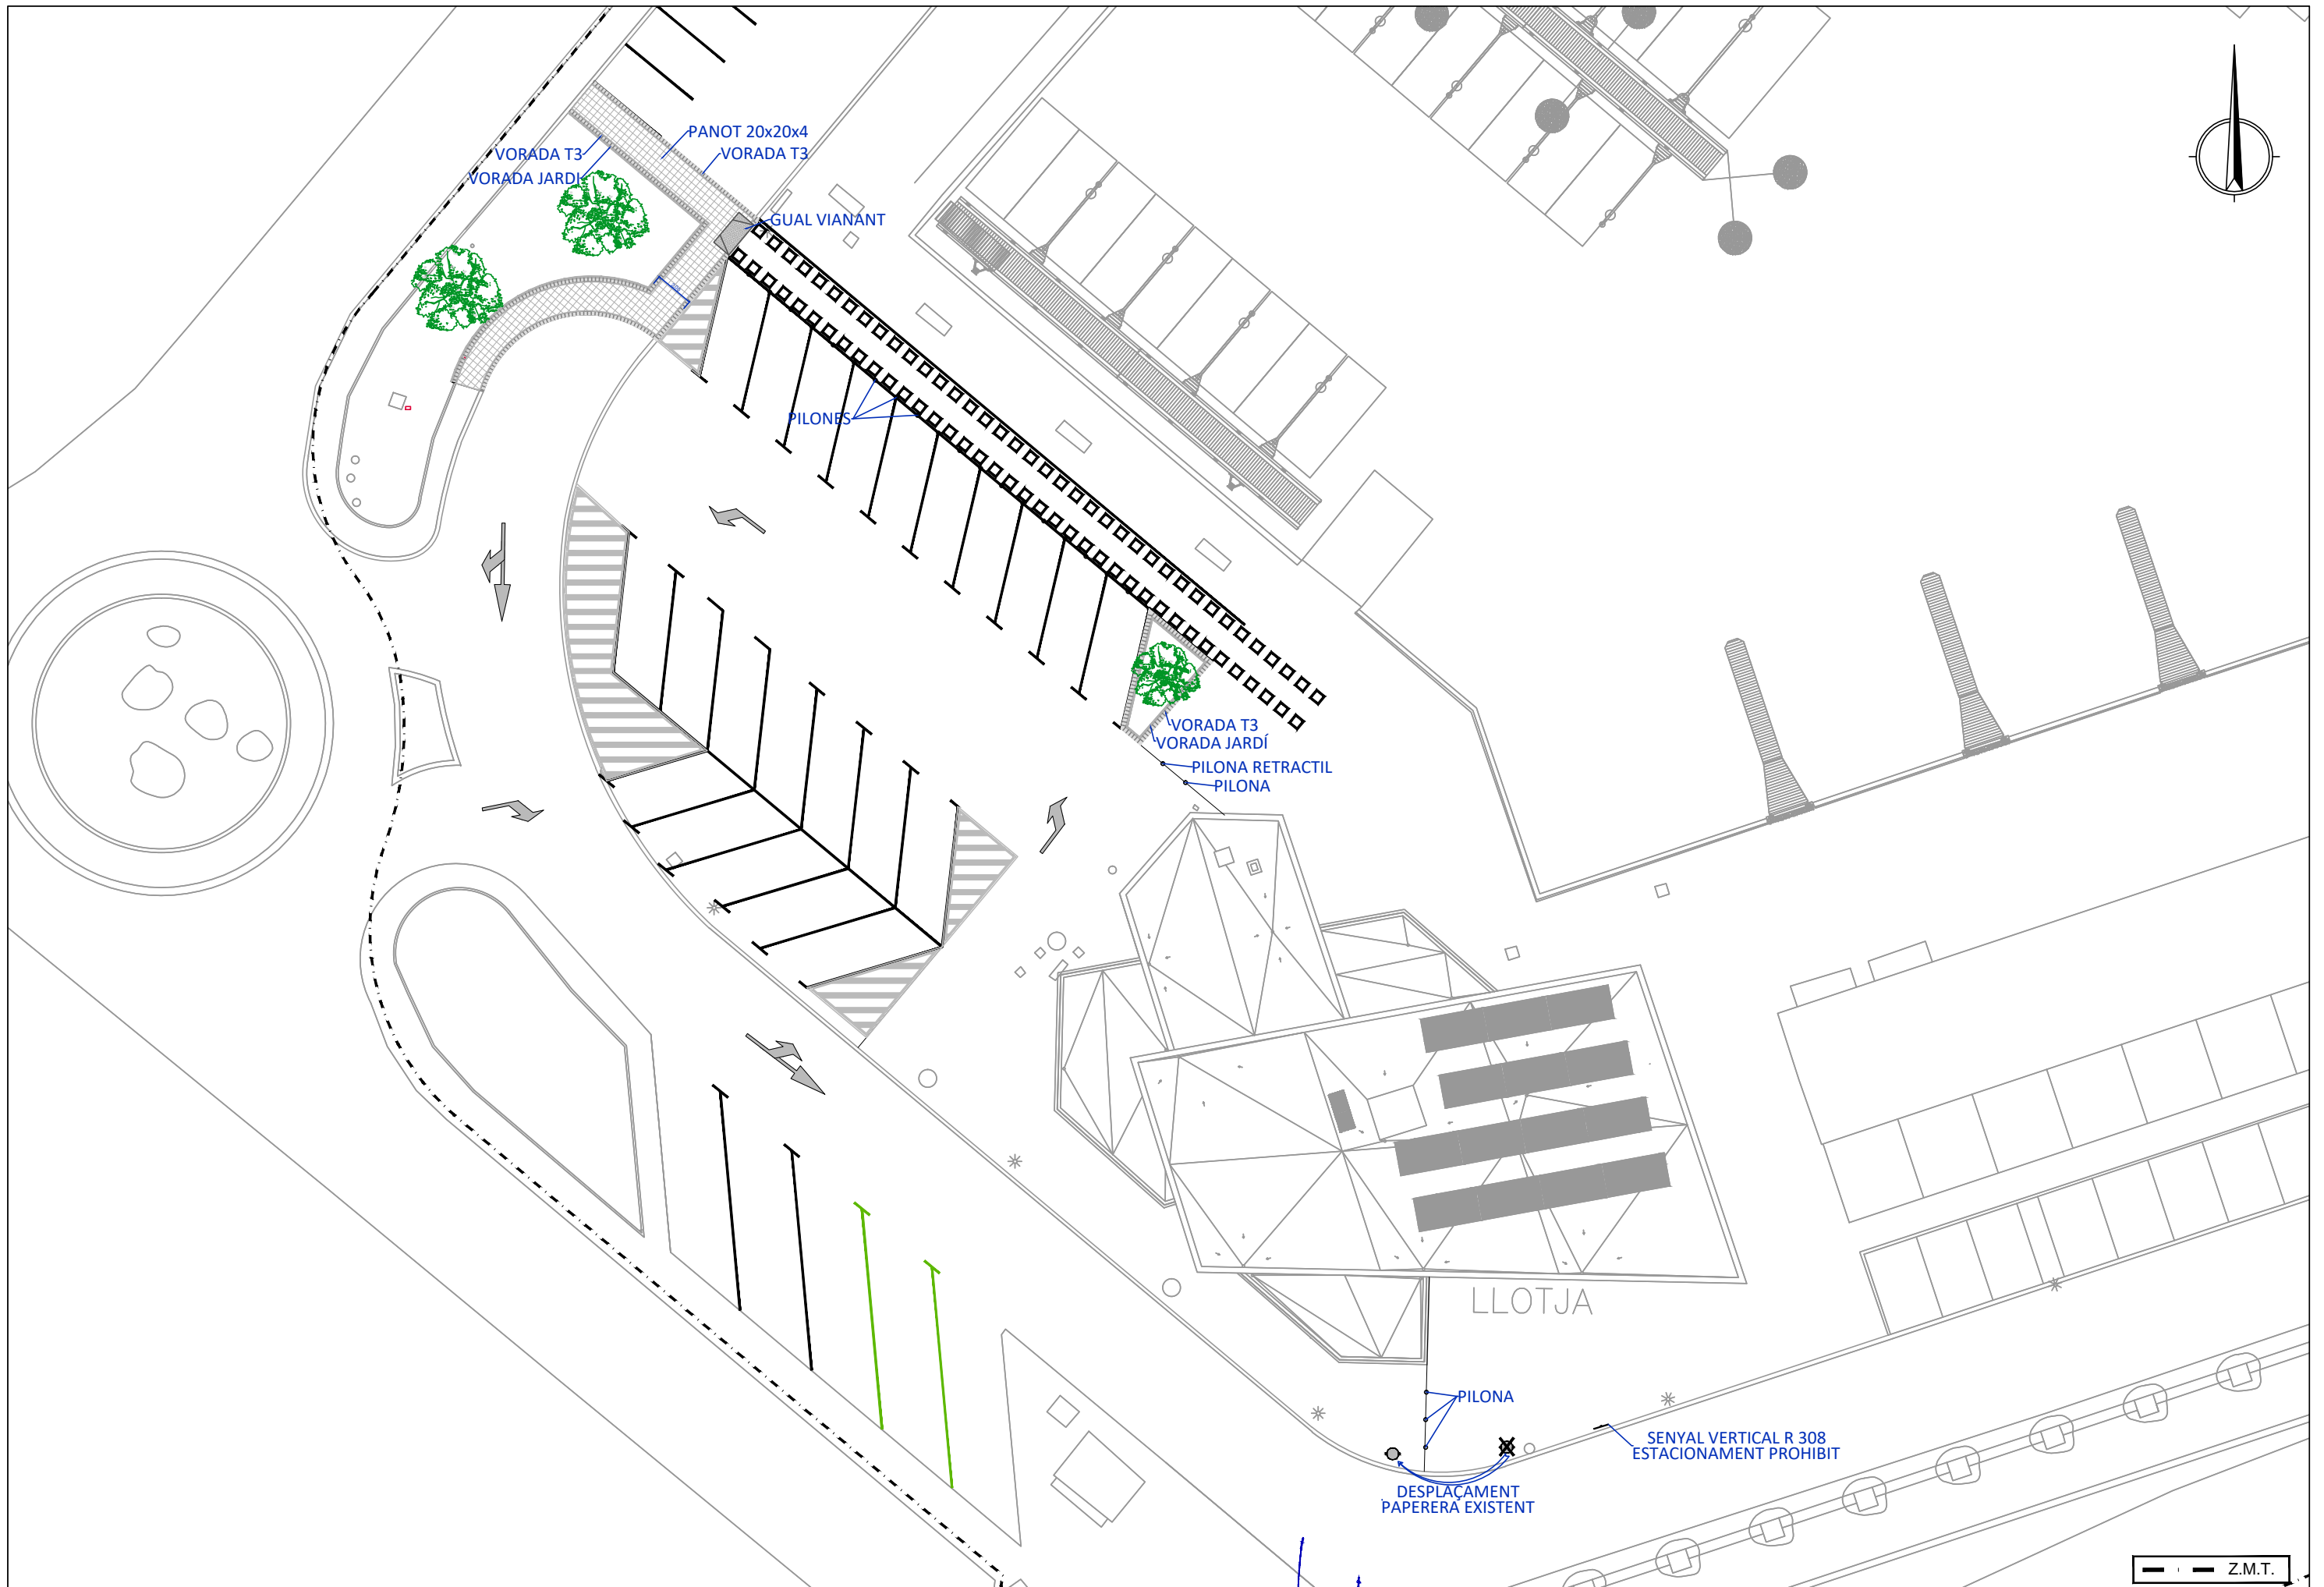 PANOT 20x20x4
VORADA T3
VORADA T3
VORADA JARDI
GUAL VIANANT
PILONES
VORADA T3
VORADA JARDÍ
PILONA RETRACTIL
PILONA
LLOTJA
PILONA
SENYAL VERTICAL R 308
ESTACIONAMENT PROHIBIT
DESPLAÇAMENT
PAPERERA EXISTENT
Z.M.T.